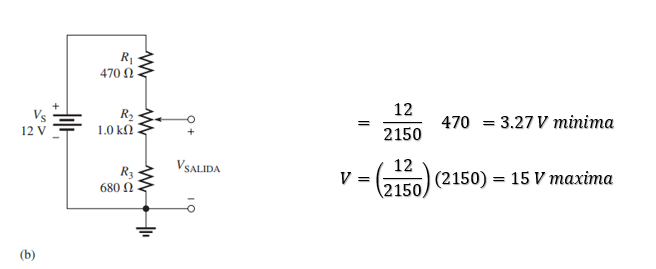 R1
470 Ω
+
VS
12 V
−
R2
1.0 kΩ
+
R3
680 Ω
VSALIDA
−
(b)
= 12/2150 470 = 3.27 V minima
V = (12/2150) (2150) = 15 V maxima